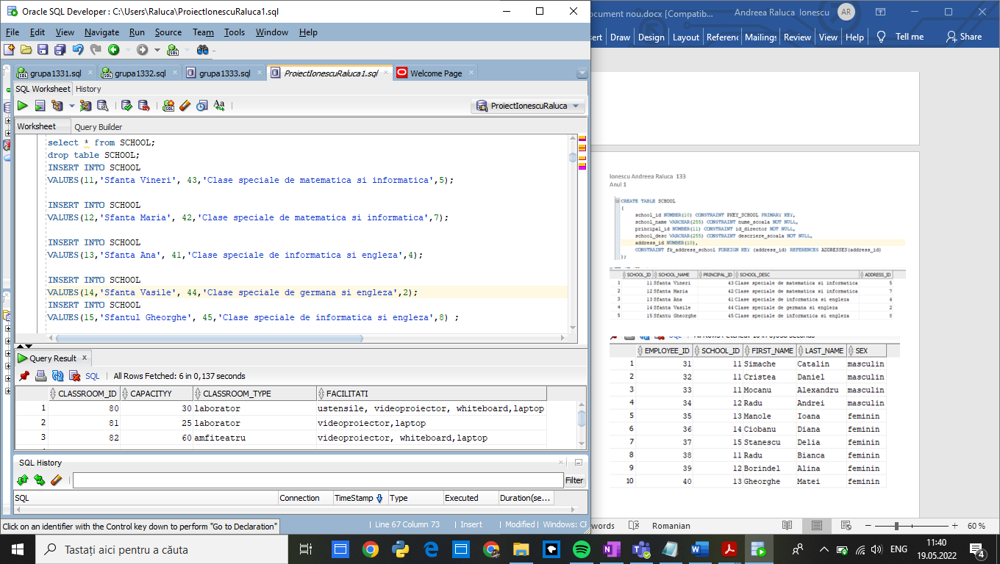 Oracle SQL Developer : C:\Users\Raluca\ProiectIonescuRaluca1.sql
File Edit View Navigate Run Source Team Tools Window Help
grupa1331.sql grupa1332.sql grupa1333.sql ProiectIonescuRaluca1.sql Welcome Page
SQL Worksheet History
Aa ProiectIonescuRaluca
Worksheet Query Builder
select * from SCHOOL;
drop table SCHOOL;
INSERT INTO SCHOOL
VALUES(11,'Sfanta Vineri', 43,'Clase speciale de matematica si informatica',5);
INSERT INTO SCHOOL
VALUES(12,'Sfanta Maria', 42,'Clase speciale de matematica si informatica',7);
INSERT INTO SCHOOL
VALUES(13,'Sfanta Ana', 41,'Clase speciale de informatica si engleza',4);
INSERT INTO SCHOOL
VALUES(14,'Sfanta Vasile', 44,'Clase speciale de germana si engleza',2);
INSERT INTO SCHOOL
VALUES(15,'Sfantul Gheorghe', 45,'Clase speciale de informatica si engleza',8) ;
Query Result x
SQL All Rows Fetched: 6 in 0,137 seconds
CLASSROOM_ID CAPACITYY CLASSROOM_TYPE FACILITATI
1 80 30 laborator ustensile, videoproiector, whiteboard,laptop
2 81 25 laborator videoproiector,laptop
3 82 60 amfiteatru videoproiector, whiteboard,laptop
SQL History
Filter
SQL Connection TimeStamp Type Executed Duration(se...
Click on an identifier with the Control key down to perform "Go to Declaration"
| Line 67 Column 73 | Insert | Modified | Windows: CF
ocument nou.docx [Compatib... Andreea Raluca Ionescu AR
ert Draw Design Layout Referenc Mailings Review View Help Tell me Share
Ionescu Andreea Raluca 133
Anul 1
CREATE TABLE SCHOOL
(
school_id NUMBER(10) CONSTRAINT PKEY_SCHOOL PRIMARY KEY,
school_name VARCHAR(255) CONSTRAINT nume_scoala NOT NULL,
principal_id NUMBER(11) CONSTRAINT id_director NOT NULL,
school_desc VARCHAR(255) CONSTRAINT descriere_scoala NOT NULL,
address_id NUMBER(10),
CONSTRAINT fk_address_school FOREIGN KEY (address_id) REFERENCES ADDRESSES(address_id)
);
SCHOOL_ID SCHOOL_NAME PRINCIPAL_ID SCHOOL_DESC ADDRESS_ID
1 11 Sfanta Vineri 43 Clase speciale de matematica si informatica 5
2 12 Sfanta Maria 42 Clase speciale de matematica si informatica 7
3 13 Sfanta Ana 41 Clase speciale de informatica si engleza 4
4 14 Sfanta Vasile 44 Clase speciale de germana si engleza 2
5 15 Sfantu Gheorghe 45 Clase speciale de informatica si engleza 8
EMPLOYEE_ID SCHOOL_ID FIRST_NAME LAST_NAME SEX
1 31 11 Simache Catalin masculin
2 32 11 Cristea Daniel masculin
3 33 11 Mocanu Alexandru masculin
4 34 12 Radu Andrei masculin
5 35 13 Manole Ioana feminin
6 36 14 Ciobanu Diana feminin
7 37 15 Stanescu Delia feminin
8 38 11 Radu Bianca feminin
9 39 12 Borindel Alina feminin
10 40 13 Gheorghe Matei feminin
words Romanian 60 %
Tastați aici pentru a căuta
ENG
11:40
19.05.2022
4